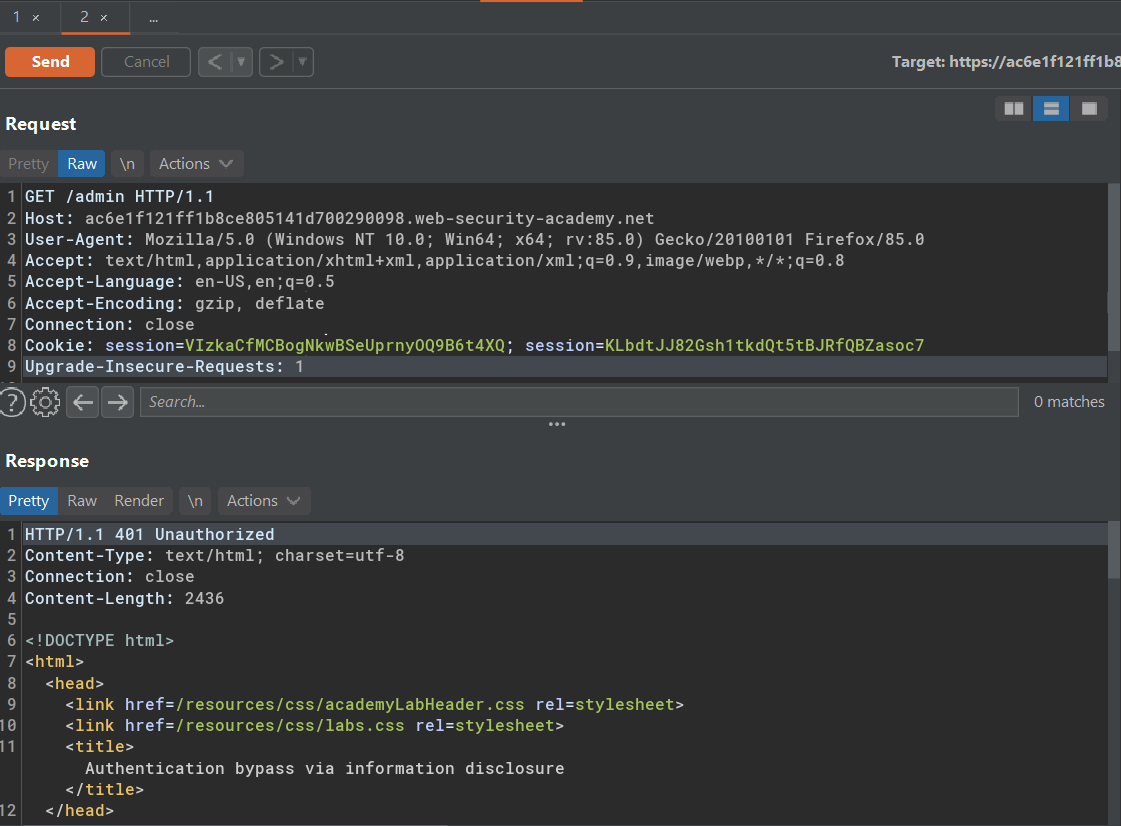 1 × 2 × ...
Send Cancel < ▼ > ▼ Target: https://ac6e1f121ff1b8
Request
Pretty Raw \n Actions
1 GET /admin HTTP/1.1
2 Host: ac6e1f121ff1b8ce805141d700290098.web-security-academy.net
3 User-Agent: Mozilla/5.0 (Windows NT 10.0; Win64; x64; rv:85.0) Gecko/20100101 Firefox/85.0
4 Accept: text/html,application/xhtml+xml,application/xml;q=0.9,image/webp,*/*;q=0.8
5 Accept-Language: en-US,en;q=0.5
6 Accept-Encoding: gzip, deflate
7 Connection: close
8 Cookie: session=VIzkaCfMCBogNkwBSeUprnyOQ9B6t4XQ; session=KLbdtJJ82Gsh1tkdQt5tBJRfQBZasoc7
9 Upgrade-Insecure-Requests: 1
? Search... 0 matches
Response
Pretty Raw Render \n Actions
1 HTTP/1.1 401 Unauthorized
2 Content-Type: text/html; charset=utf-8
3 Connection: close
4 Content-Length: 2436
5
6 <!DOCTYPE html>
7 <html>
8 <head>
9 <link href=/resources/css/academyLabHeader.css rel=stylesheet>
10 <link href=/resources/css/labs.css rel=stylesheet>
11 <title>
Authentication bypass via information disclosure
</title>
12 </head>